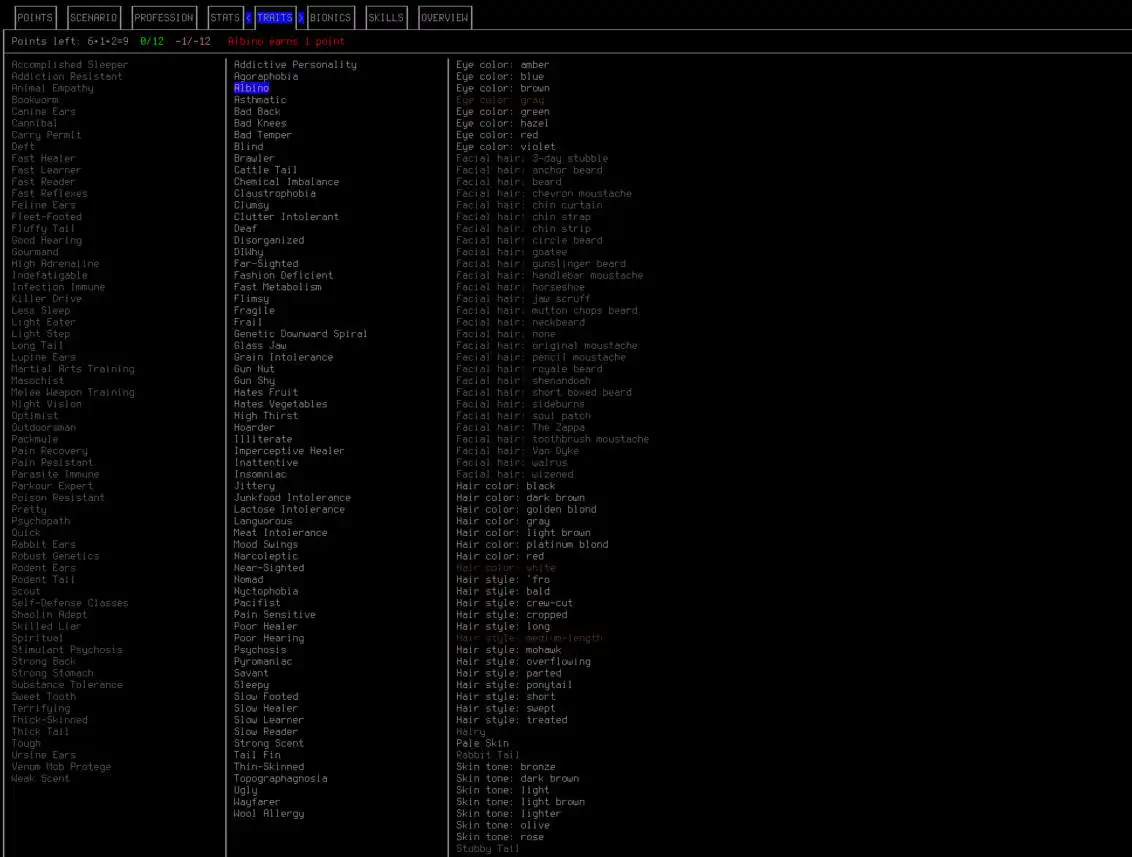 POINTS SCENARIO PROFESSION STATS < TRAITS > BIONICS SKILLS OVERVIEW
Points left: 6+1+2=9 0/12 -1/-12 Albino earns 1 point
Accomplished Sleeper
Addiction Resistant
Animal Empathy
Bookworm
Canine Ears
Cannibal
Carry Permit
Deft
Fast Healer
Fast Learner
Fast Reader
Fast Reflexes
Feline Ears
Fleet-Footed
Fluffy Tail
Good Hearing
Gourmand
High Adrenaline
Indefatigable
Infection Immune
Killer Drive
Less Sleep
Light Eater
Light Step
Long Tail
Lupine Ears
Martial Arts Training
Masochist
Melee Weapon Training
Night Vision
Optimist
Outdoorsman
Packmule
Pain Recovery
Pain Resistant
Parasite Immune
Parkour Expert
Poison Resistant
Pretty
Psychopath
Quick
Rabbit Ears
Robust Genetics
Rodent Ears
Rodent Tail
Scout
Self-Defense Classes
Shaolin Adept
Skilled Liar
Spiritual
Stimulant Psychosis
Strong Back
Strong Stomach
Substance Tolerance
Sweet Tooth
Terrifying
Thick-Skinned
Thick Tail
Tough
Ursine Ears
Venom Mob Protege
Weak Scent
Addictive Personality
Agoraphobia
Albino
Asthmatic
Bad Back
Bad Knees
Bad Temper
Blind
Brawler
Cattle Tail
Chemical Imbalance
Claustrophobia
Clumsy
Clutter Intolerant
Deaf
Disorganized
DIWhy
Far-Sighted
Fashion Deficient
Fast Metabolism
Flimsy
Fragile
Frail
Genetic Downward Spiral
Glass Jaw
Grain Intolerance
Gun Nut
Gun Shy
Hates Fruit
Hates Vegetables
High Thirst
Hoarder
Illiterate
Imperceptive Healer
Inattentive
Insomniac
Jittery
Junkfood Intolerance
Lactose Intolerance
Languorous
Meat Intolerance
Mood Swings
Narcoleptic
Near-Sighted
Nomad
Nyctophobia
Pacifist
Pain Sensitive
Poor Healer
Poor Hearing
Psychosis
Pyromaniac
Savant
Sleepy
Slow Footed
Slow Healer
Slow Learner
Slow Reader
Strong Scent
Tail Fin
Thin-Skinned
Topographagnosia
Ugly
Wayfarer
Wool Allergy
Eye color: amber
Eye color: blue
Eye color: brown
Eye color: gray
Eye color: green
Eye color: hazel
Eye color: red
Eye color: violet
Facial hair: 3-day stubble
Facial hair: anchor beard
Facial hair: beard
Facial hair: chevron moustache
Facial hair: chin curtain
Facial hair: chin strap
Facial hair: chin strip
Facial hair: circle beard
Facial hair: goatee
Facial hair: gunslinger beard
Facial hair: handlebar moustache
Facial hair: horseshoe
Facial hair: jaw scruff
Facial hair: mutton chops beard
Facial hair: neckbeard
Facial hair: none
Facial hair: original moustache
Facial hair: pencil moustache
Facial hair: royale beard
Facial hair: shenandoah
Facial hair: short boxed beard
Facial hair: sideburns
Facial hair: soul patch
Facial hair: The Zappa
Facial hair: toothbrush moustache
Facial hair: Van Dyke
Facial hair: walrus
Facial hair: wizened
Hair color: black
Hair color: dark brown
Hair color: golden blond
Hair color: gray
Hair color: light brown
Hair color: platinum blond
Hair color: red
Hair color: white
Hair style: 'fro
Hair style: bald
Hair style: crew-cut
Hair style: cropped
Hair style: long
Hair style: medium-length
Hair style: mohawk
Hair style: overflowing
Hair style: parted
Hair style: ponytail
Hair style: short
Hair style: swept
Hair style: treated
Hairy
Pale Skin
Rabbit Tail
Skin tone: bronze
Skin tone: dark brown
Skin tone: light
Skin tone: light brown
Skin tone: lighter
Skin tone: olive
Skin tone: rose
Stubby Tail